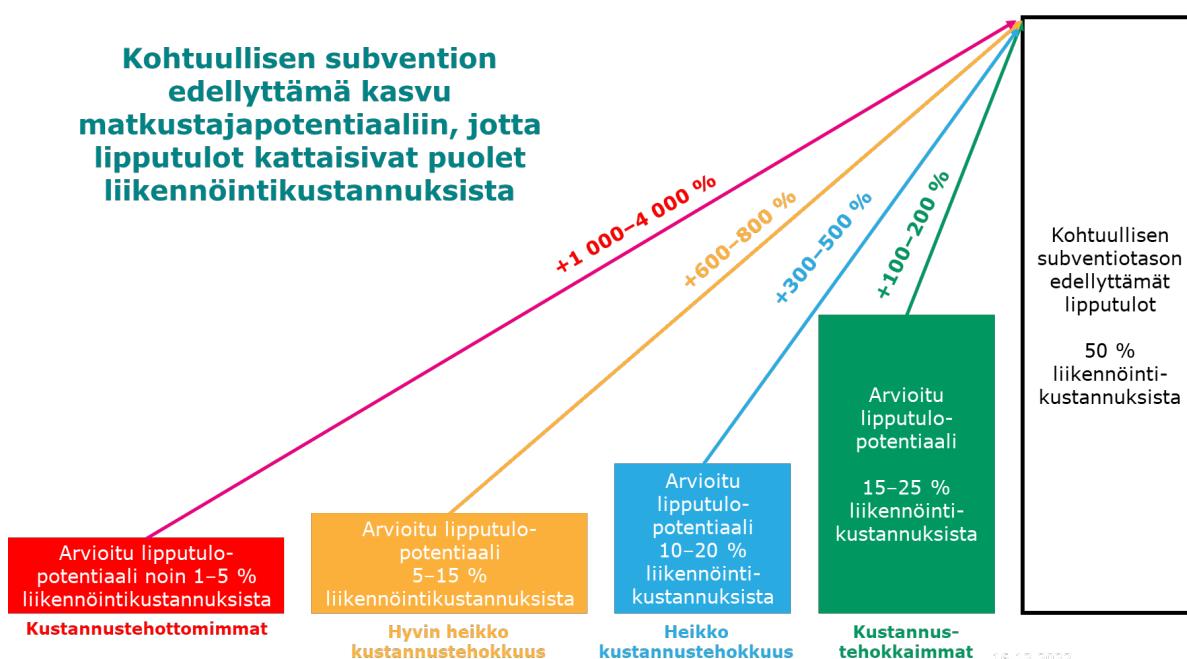 Kohtuullisen subvention
edellyttämä kasvu
matkustajapotentiaaliin, jotta
lipputulot kattaisivat puolet
liikennöintikustannuksista
+1 000–4 000 %
+600–800 %
+300–500 %
+100–200 %
Kohtuullisen
subventiotason
edellyttämät
lipputulot
50 %
liikennöinti-
kustannuksista
Arvioitu lipputulo-
potentiaali noin 1–5 %
liikennöintikustannuksista
Kustannustehottomimmat
Arvioitu lipputulo-
potentiaali
5–15 %
liikennöintikustannuksista
Hyvin heikko
kustannustehokkuus
Arvioitu
lipputulo-
potentiaali
10–20 %
liikennöinti-
kustannuksista
Heikko
kustannustehokkuus
Arvioitu
lipputulo-
potentiaali
15–25 %
liikennöinti-
kustannuksista
Kustannus-
tehokkaimmat